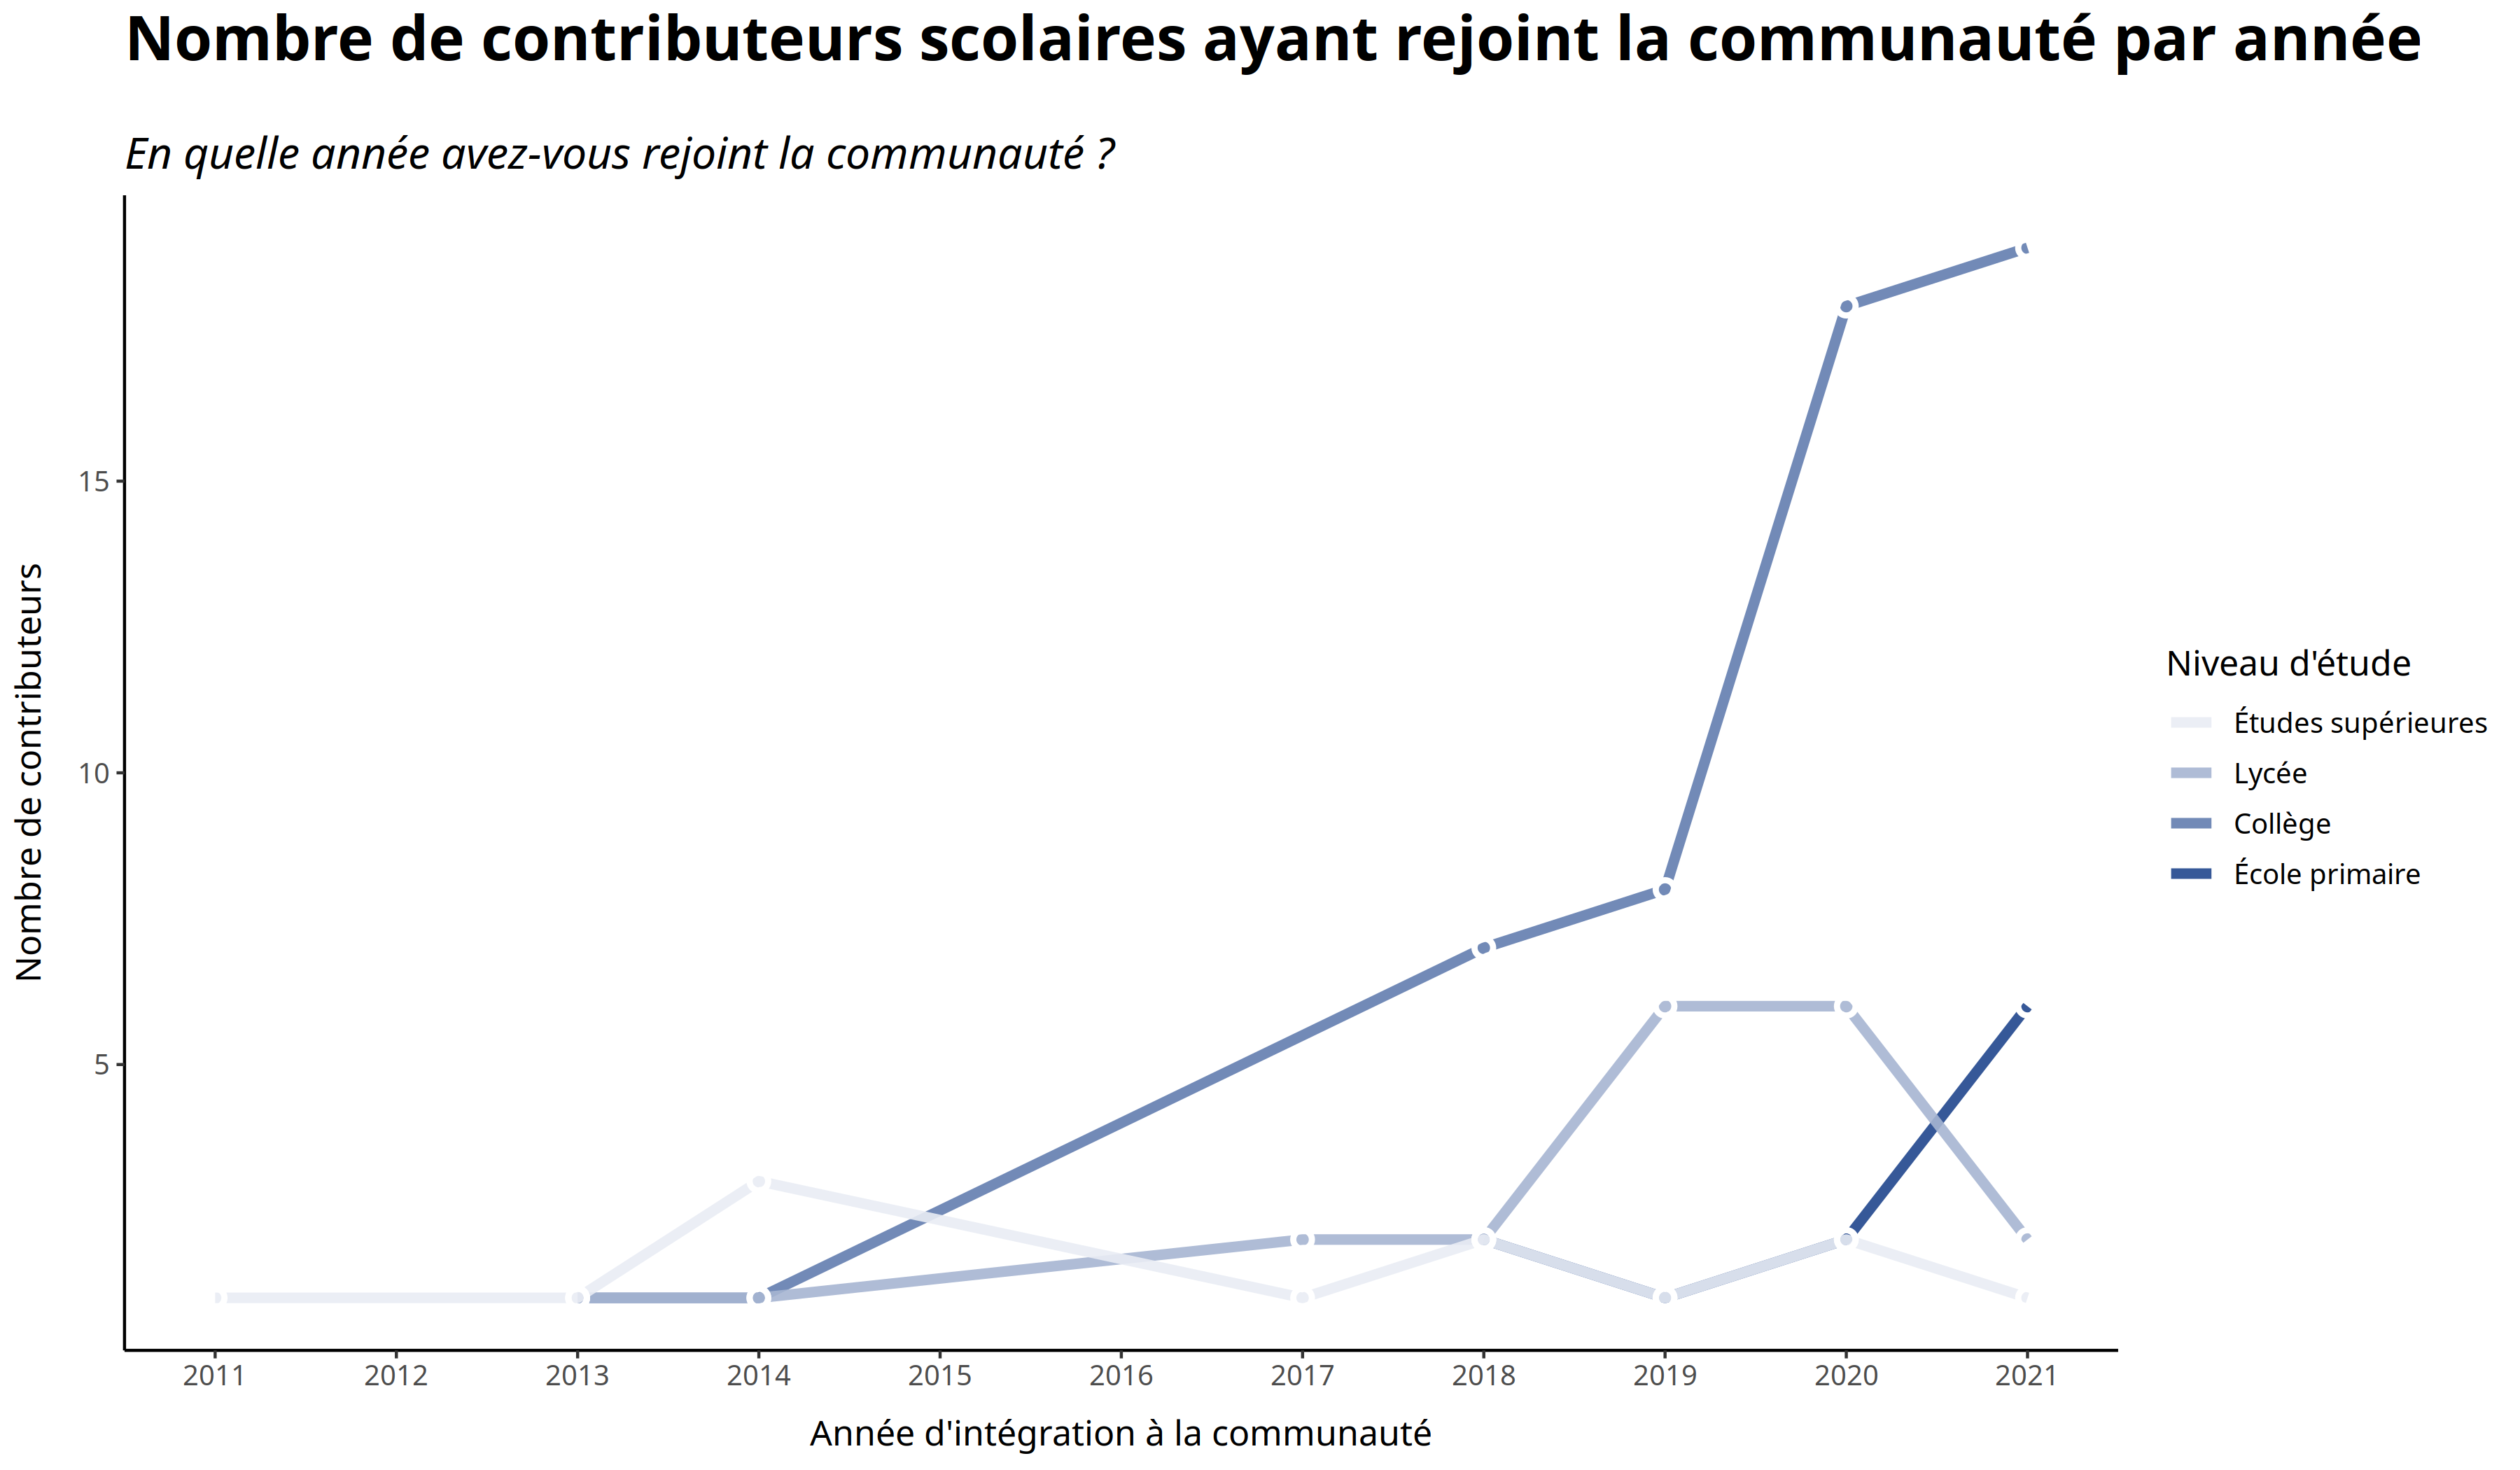 Nombre de contributeurs scolaires ayant rejoint la communauté par année
En quelle année avez-vous rejoint la communauté ?
Nombre de contributeurs
15
10
5
2011
2012
2013
2014
2015
2016
2017
2018
2019
2020
2021
Année d'intégration à la communauté
Niveau d'étude
Études supérieures
Lycée
Collège
École primaire